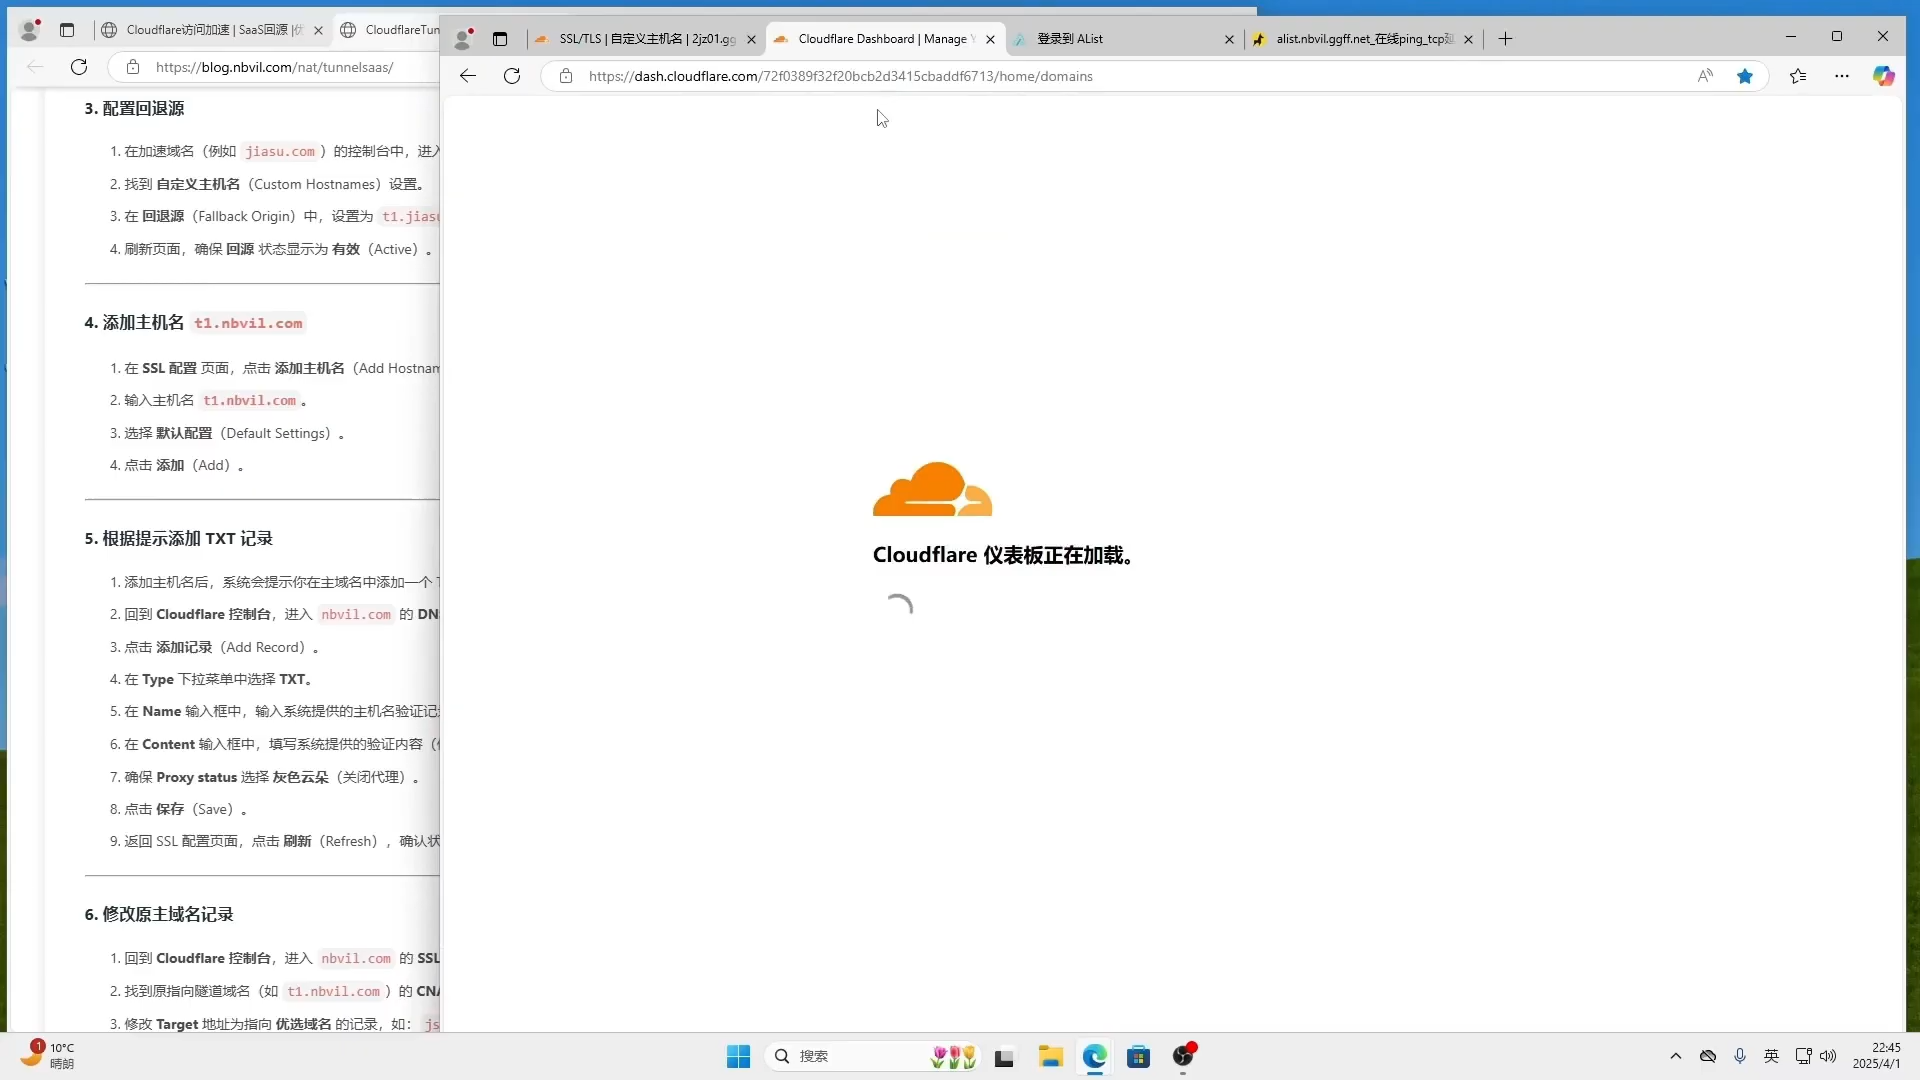 Cloudflare访问加速 | SaaS回源 |优
CloudflareTun
https://blog.nbvil.com/nat/tunnelsaas/
3. 配置回退源
1. 在加速域名（例如 jiasu.com ）的控制台中，进入
2. 找到 自定义主机名（Custom Hostnames）设置。
3. 在 回退源（Fallback Origin）中，设置为 t1.jiasu
4. 刷新页面，确保 回源 状态显示为 有效（Active）。
4. 添加主机名 t1.nbvil.com
1. 在 SSL 配置 页面，点击 添加主机名（Add Hostnam
2. 输入主机名 t1.nbvil.com 。
3. 选择 默认配置（Default Settings）。
4. 点击 添加（Add）。
5. 根据提示添加 TXT 记录
1. 添加主机名后，系统会提示你在主域名中添加一个
2. 回到 Cloudflare 控制台，进入 nbvil.com 的 DN
3. 点击 添加记录（Add Record）。
4. 在 Type 下拉菜单中选择 TXT。
5. 在 Name 输入框中，输入系统提供的主机名验证记
6. 在 Content 输入框中，填写系统提供的验证内容
7. 确保 Proxy status 选择 灰色云朵（关闭代理）。
8. 点击 保存（Save）。
9. 返回 SSL 配置页面，点击 刷新（Refresh），确认状
6. 修改原主域名记录
1. 回到 Cloudflare 控制台，进入 nbvil.com 的 SSL
2. 找到原指向隧道域名（如 t1.nbvil.com ）的 CNA
3. 修改 Target 地址为指向 优选域名 的记录，如： js
SSL/TLS | 自定义主机名 | 2jz01.gg
Cloudflare Dashboard | Manage Y
登录到 AList
alist.nbvil.ggff.net_在线ping_tcp延
https://dash.cloudflare.com/72f0389f32f20bcb2d3415cbaddf6713/home/domains
Cloudflare 仪表板正在加载。
1
10°C
晴朗
搜索
英
22:45
2025/4/1